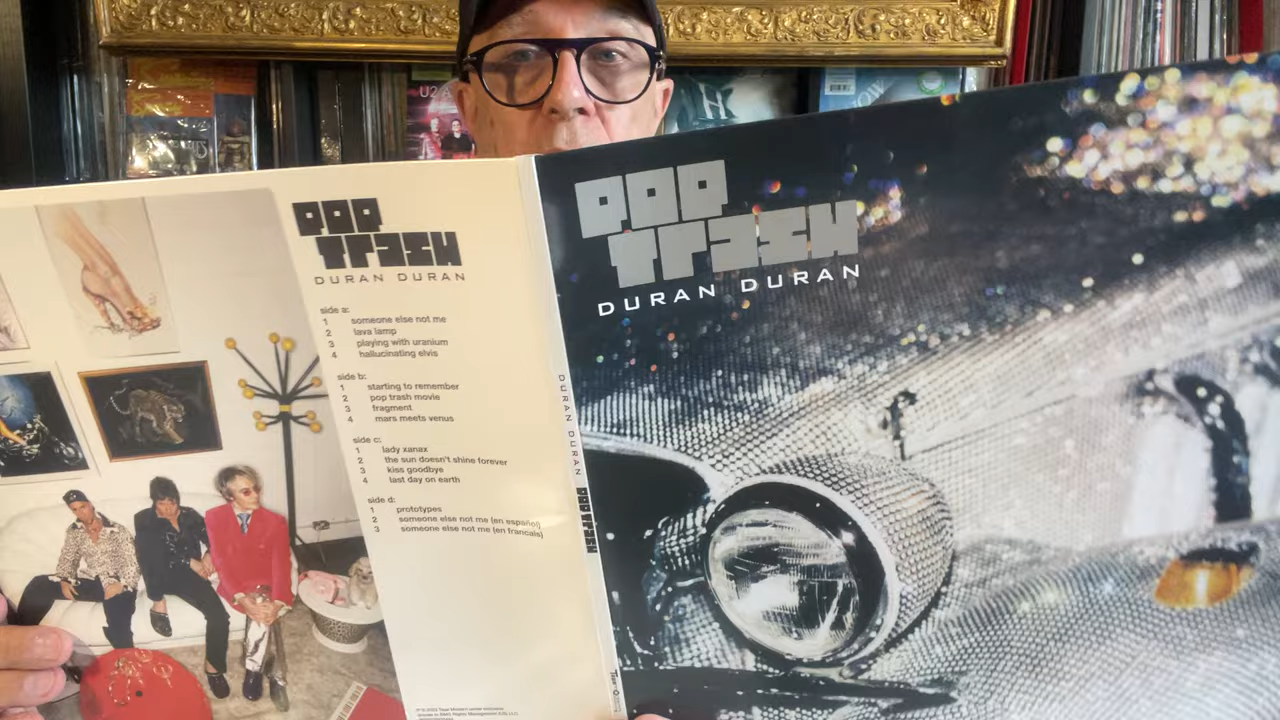 U2
POP
TRASH
DURAN DURAN
side a:
1 someone else not me
2 lava lamp
3 playing with uranium
4 hallucinating elvis
side b:
1 starting to remember
2 pop trash movie
3 fragment
4 mars meets venus
side c:
1 lady xanax
2 the sun doesn't shine forever
3 kiss goodbye
4 last day on earth
side d:
1 prototypes
2 someone else not me (en español)
3 someone else not me (en francais)
DURAN DURAN POP TRASH
POP
TRASH
DURAN DURAN
H